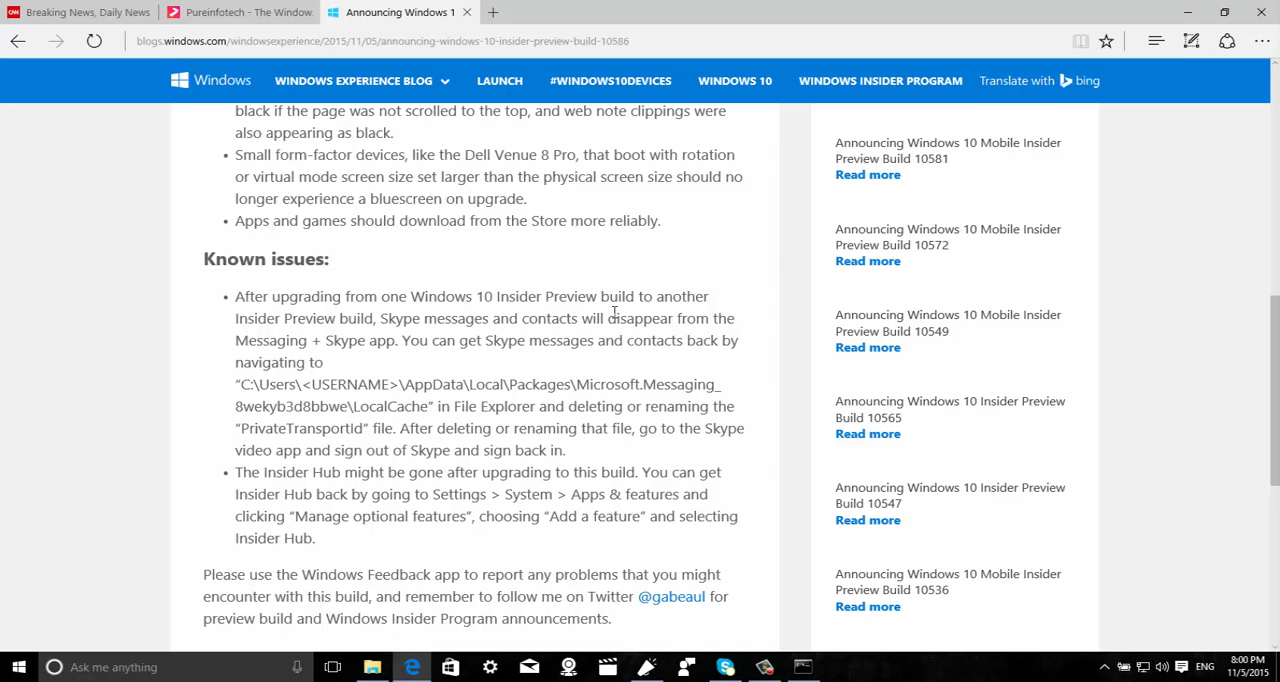 Breaking News, Daily News
Pureinfotech - The Window
Announcing Windows 1
blogs.windows.com/windowsexperience/2015/11/05/announcing-windows-10-insider-preview-build-10586
Windows
WINDOWS EXPERIENCE BLOG
LAUNCH
#WINDOWS10DEVICES
WINDOWS 10
WINDOWS INSIDER PROGRAM
Translate with bing
black if the page was not scrolled to the top, and web note clippings were
also appearing as black.
• Small form-factor devices, like the Dell Venue 8 Pro, that boot with rotation
or virtual mode screen size set larger than the physical screen size should no
longer experience a bluescreen on upgrade.
• Apps and games should download from the Store more reliably.
Known issues:
• After upgrading from one Windows 10 Insider Preview build to another
Insider Preview build, Skype messages and contacts will disappear from the
Messaging + Skype app. You can get Skype messages and contacts back by
navigating to
“C:\Users\<USERNAME>\AppData\Local\Packages\Microsoft.Messaging_
8wekyb3d8bbwe\LocalCache” in File Explorer and deleting or renaming the
“PrivateTransportId” file. After deleting or renaming that file, go to the Skype
video app and sign out of Skype and sign back in.
• The Insider Hub might be gone after upgrading to this build. You can get
Insider Hub back by going to Settings > System > Apps & features and
clicking “Manage optional features”, choosing “Add a feature” and selecting
Insider Hub.
Please use the Windows Feedback app to report any problems that you might
encounter with this build, and remember to follow me on Twitter @gabeaul for
preview build and Windows Insider Program announcements.
Announcing Windows 10 Mobile Insider
Preview Build 10581
Read more
Announcing Windows 10 Mobile Insider
Preview Build 10572
Read more
Announcing Windows 10 Mobile Insider
Preview Build 10549
Read more
Announcing Windows 10 Insider Preview
Build 10565
Read more
Announcing Windows 10 Insider Preview
Build 10547
Read more
Announcing Windows 10 Mobile Insider
Preview Build 10536
Read more
Ask me anything
ENG
8:00 PM
11/5/2015